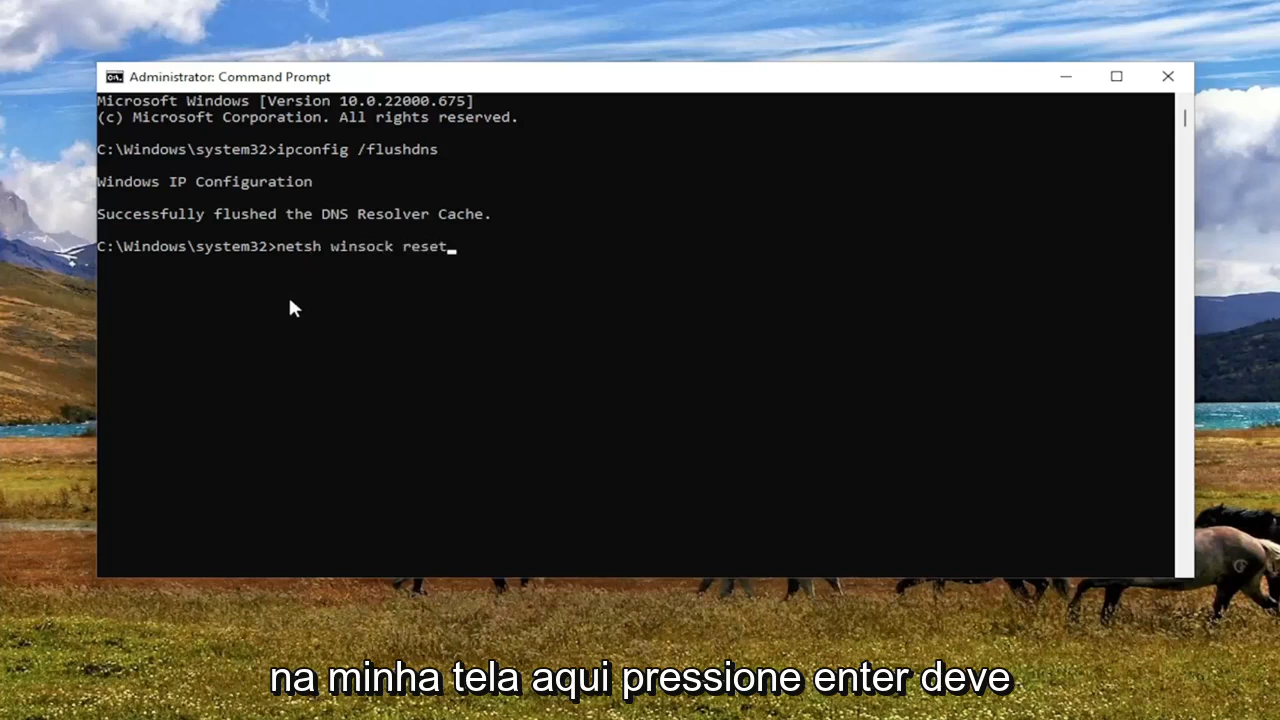 Administrator: Command Prompt
Microsoft Windows [Version 10.0.22000.675]
(c) Microsoft Corporation. All rights reserved.
C:\Windows\system32>ipconfig /flushdns
Windows IP Configuration
Successfully flushed the DNS Resolver Cache.
C:\Windows\system32>netsh winsock reset
na minha tela aqui pressione enter deve